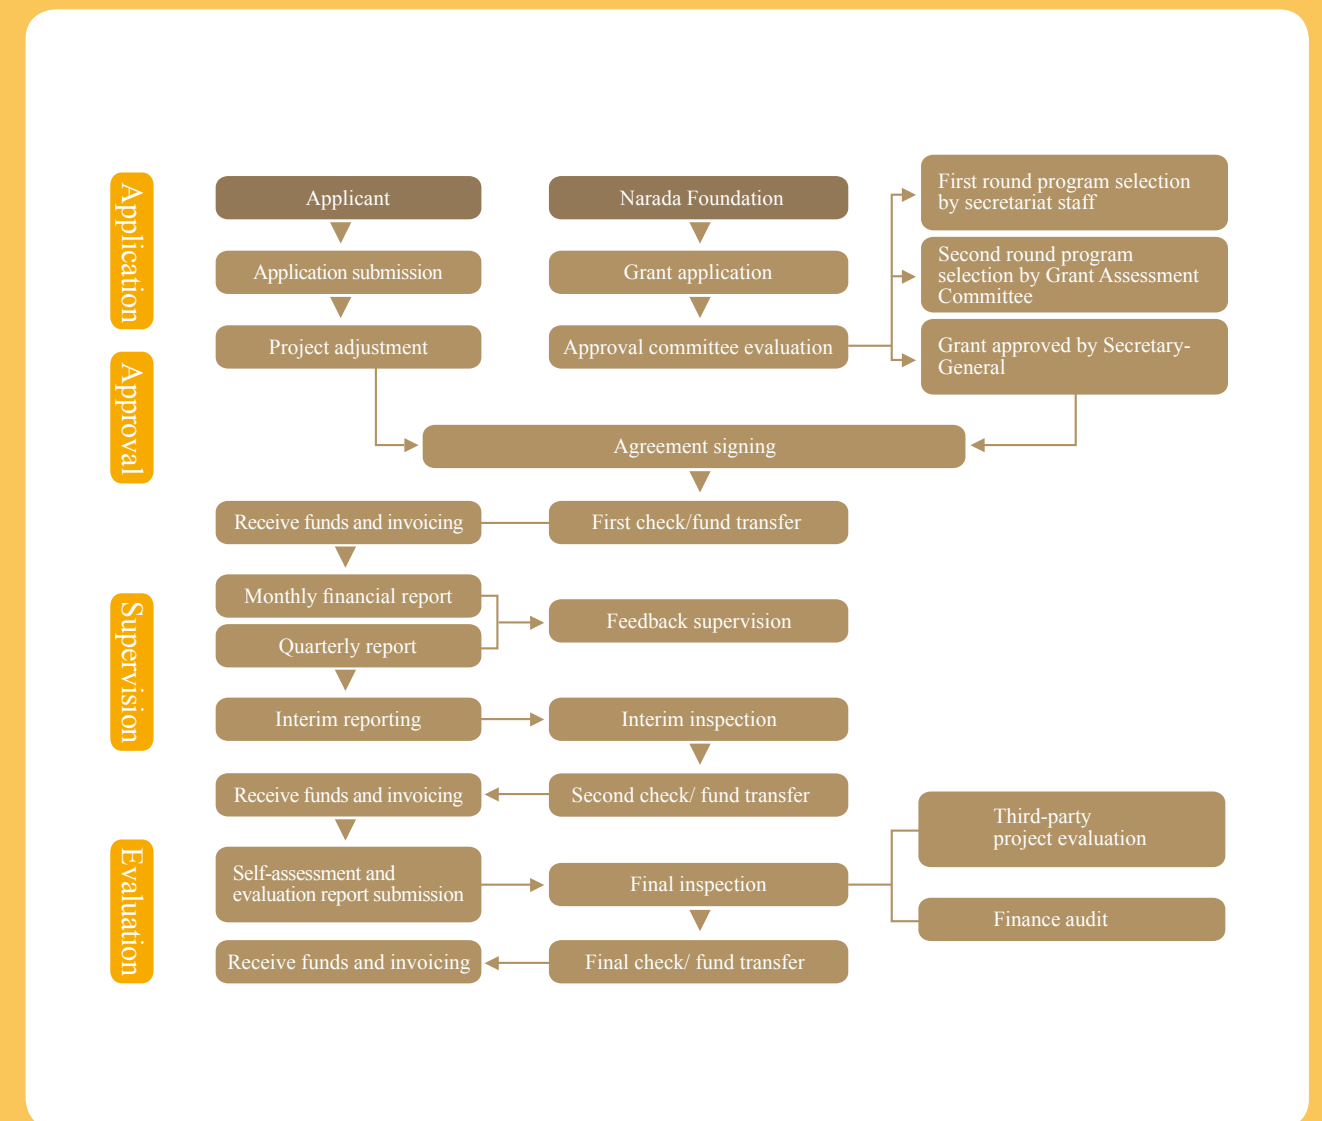 Application
Applicant
Narada Foundation
First round program selection
by secretariat staff
Application submission
Grant application
Second round program
selection by Grant Assessment
Committee
Project adjustment
Approval committee evaluation
Grant approved by Secretary-
General
Approval
Agreement signing
Receive funds and invoicing
First check/fund transfer
Supervision
Monthly financial report
Quarterly report
Feedback supervision
Interim reporting
Interim inspection
Receive funds and invoicing
Second check/ fund transfer
Evaluation
Self-assessment and
evaluation report submission
Final inspection
Third-party
project evaluation
Finance audit
Receive funds and invoicing
Final check/ fund transfer